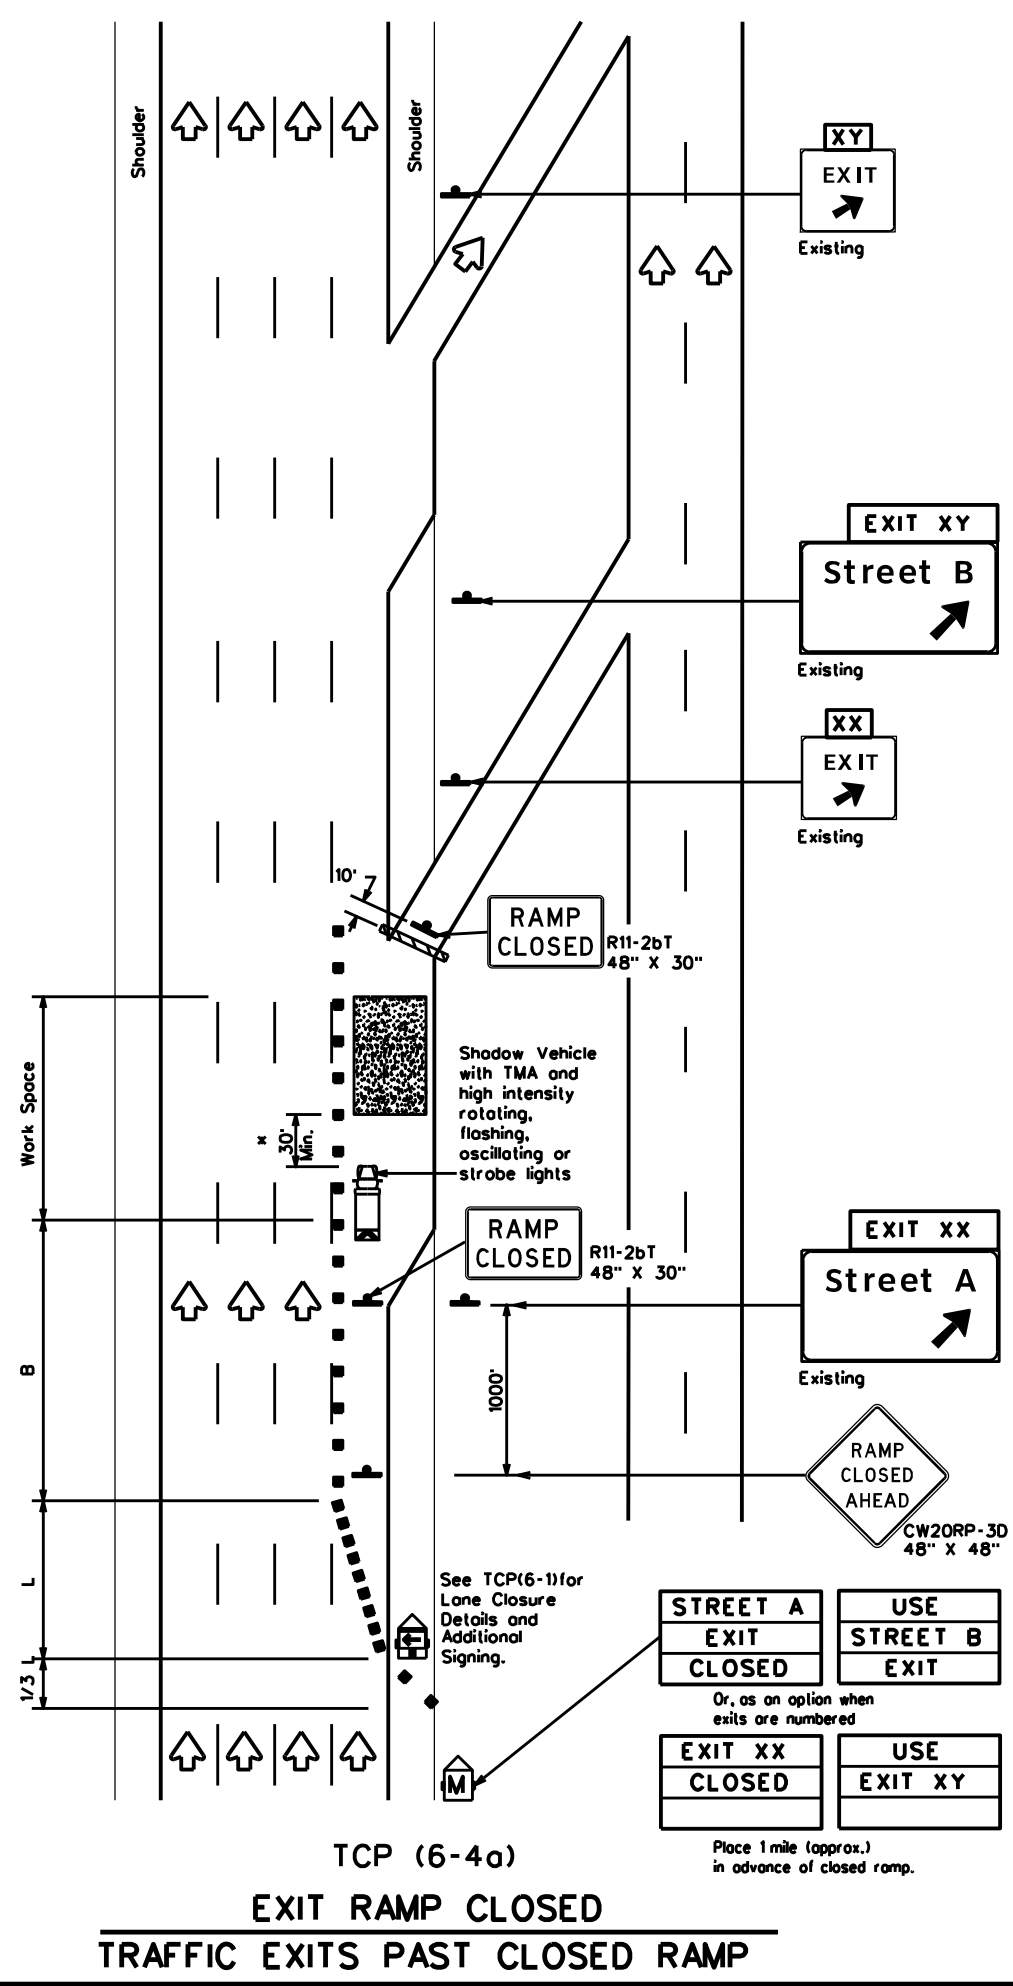 Shoulder
Shoulder
XY
EXIT
Existing
EXIT XY
Street B
Existing
XX
EXIT
Existing
10'
RAMP
CLOSED
R11-2bT
48" X 30"
Work Space
x
30'
Min.
Shadow Vehicle
with TMA and
high intensity
rotating,
flashing,
oscillating or
strobe lights
RAMP
CLOSED
R11-2bT
48" X 30"
EXIT XX
Street A
Existing
B
1000'
RAMP
CLOSED
AHEAD
CW20RP-3D
48" X 48"
L
1/3 L
See TCP(6-1)for
Lane Closure
Details and
Additional
Signing.
STREET A
EXIT
CLOSED
USE
STREET B
EXIT
Or, as an option when
exits are numbered
EXIT XX
CLOSED
USE
EXIT XY
M
Place 1 mile (approx.)
in advance of closed ramp.
TCP (6-4a)
EXIT RAMP CLOSED
TRAFFIC EXITS PAST CLOSED RAMP